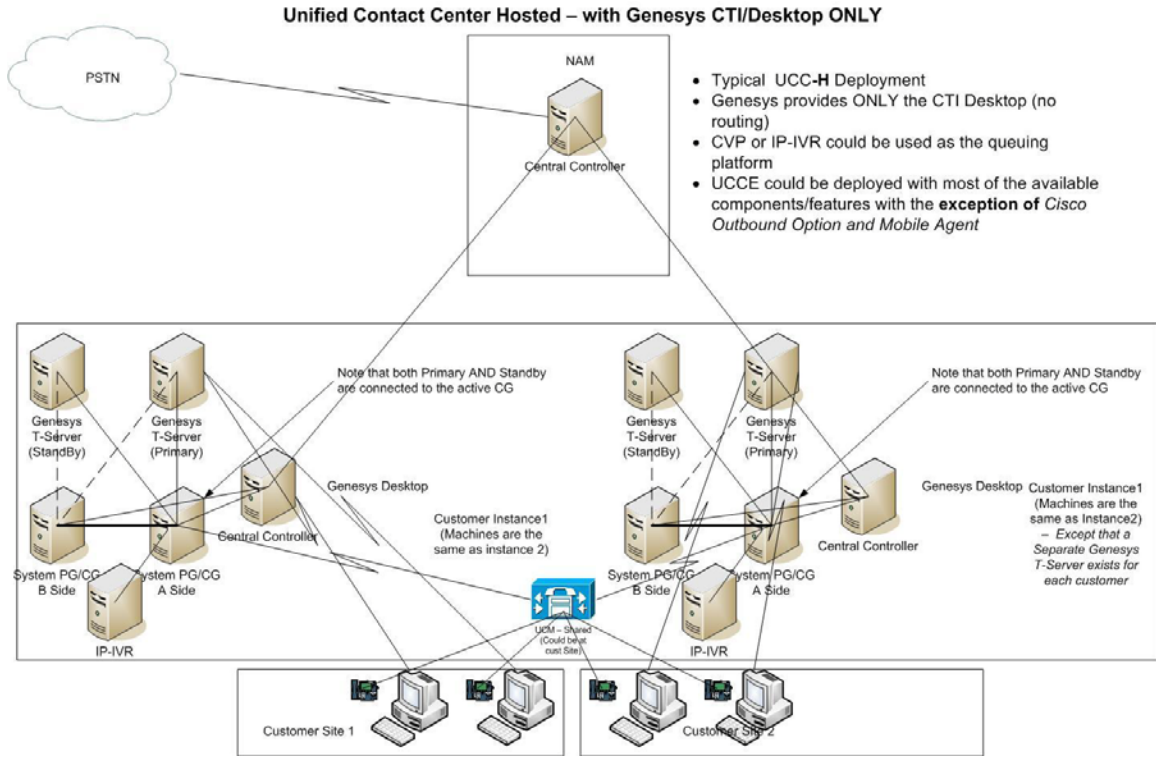 Unified Contact Center Hosted – with Genesys CTI/Desktop ONLY
PSTN
NAM
Central Controller
• Typical UCC-H Deployment
• Genesys provides ONLY the CTI Desktop (no
routing)
• CVP or IP-IVR could be used as the queuing
platform
• UCCE could be deployed with most of the available
components/features with the exception of Cisco
Outbound Option and Mobile Agent
Genesys
T-Server
(StandBy)
Genesys
T-Server
(Primary)
Note that both Primary AND Standby
are connected to the active CG
Genesys Desktop
Central Controller
Customer Instance1
(Machines are the
same as instance 2)
System PG/CG
B Side
System PG/CG
A Side
IP-IVR
UCM – Shared
(Could be at
cust Site)
Genesys
T-Server
(StandBy)
Genesys
T-Server
(Primary)
Note that both Primary AND Standby
are connected to the active CG
Genesys Desktop
Central Controller
Customer Instance1
(Machines are the
same as Instance2)
– Except that a
Separate Genesys
T-Server exists for
each customer
System PG/CG
B Side
System PG/CG
A Side
IP-IVR
Customer Site 1
Customer Site 2